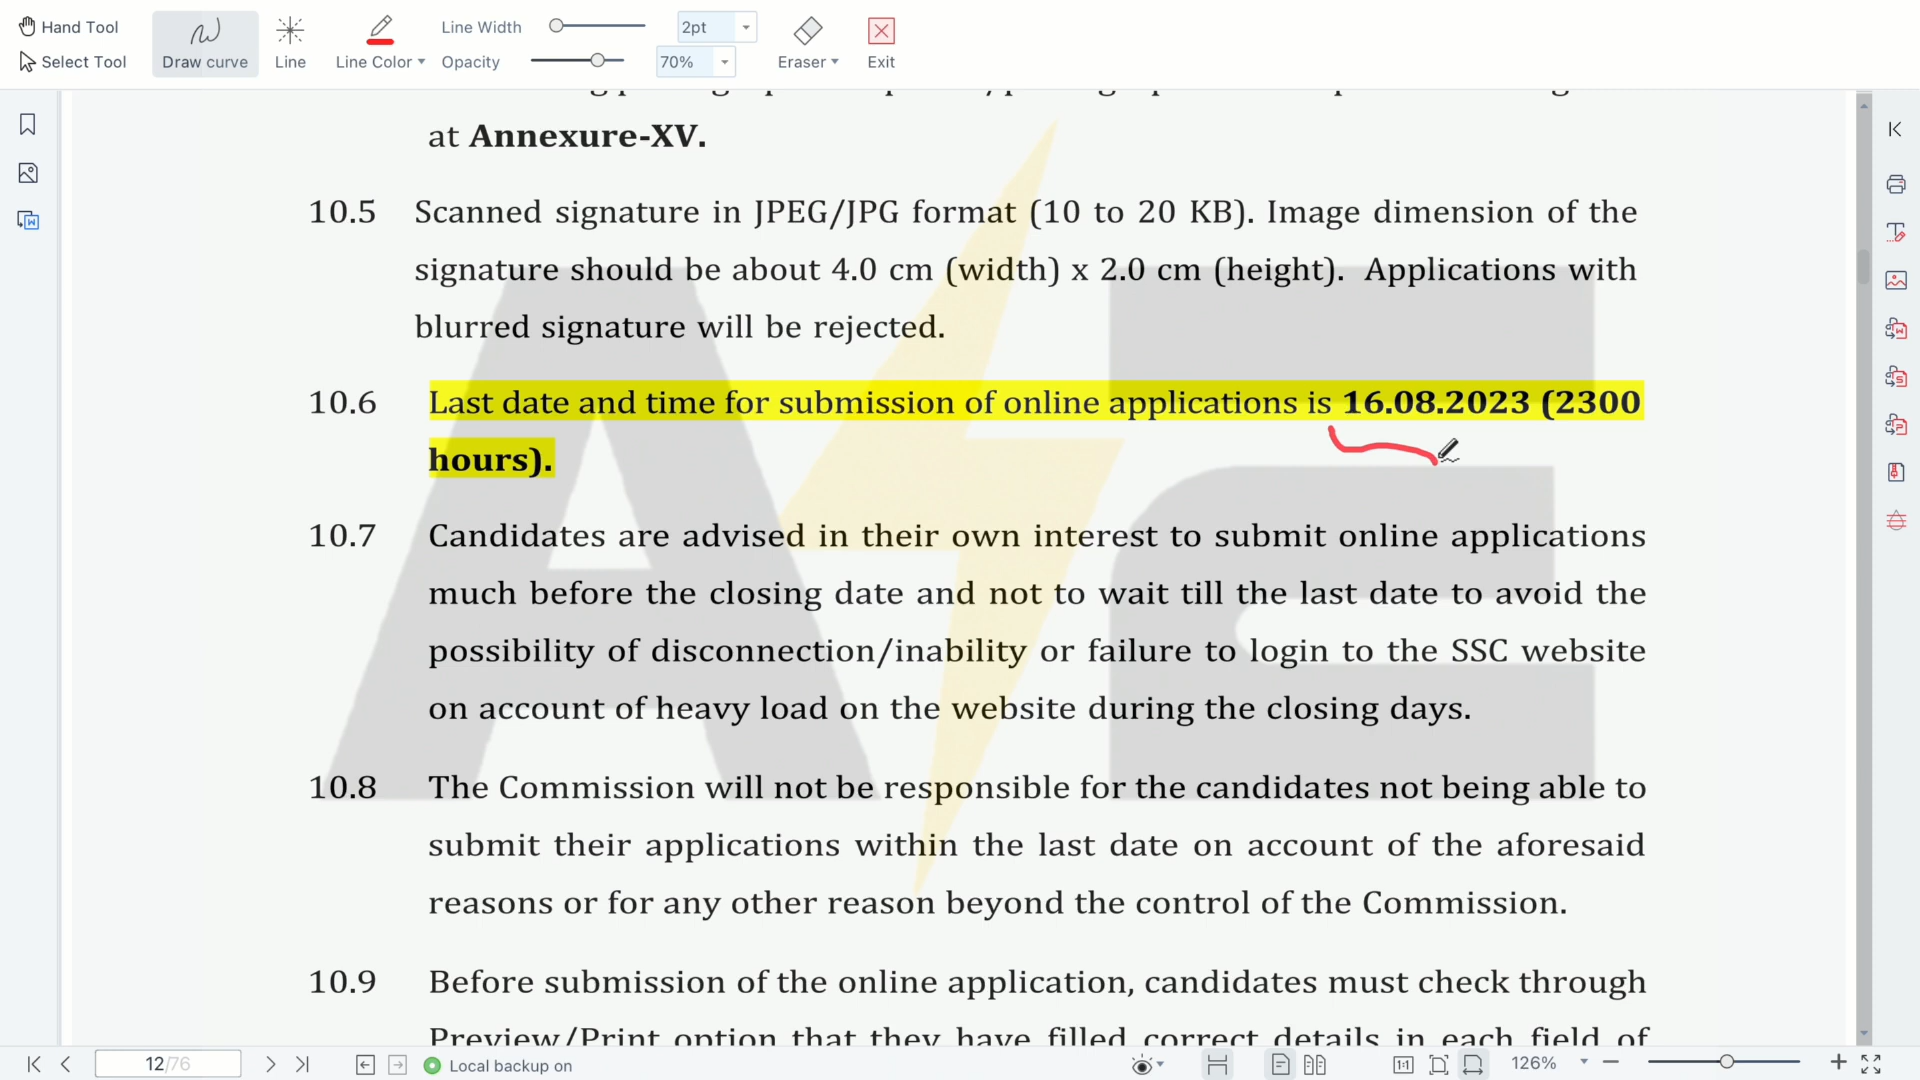 Hand Tool
Select Tool
Draw curve
Line
Line Color
Line Width
2pt
Opacity
70%
Eraser
Exit
at Annexure-XV.
10.5 Scanned signature in JPEG/JPG format (10 to 20 KB). Image dimension of the
signature should be about 4.0 cm (width) x 2.0 cm (height). Applications with
blurred signature will be rejected.
10.6 Last date and time for submission of online applications is 16.08.2023 (2300
hours).
10.7 Candidates are advised in their own interest to submit online applications
much before the closing date and not to wait till the last date to avoid the
possibility of disconnection/inability or failure to login to the SSC website
on account of heavy load on the website during the closing days.
10.8 The Commission will not be responsible for the candidates not being able to
submit their applications within the last date on account of the aforesaid
reasons or for any other reason beyond the control of the Commission.
10.9 Before submission of the online application, candidates must check through
Preview/Print option that they have filled correct details in each field of
12/76
Local backup on
126%